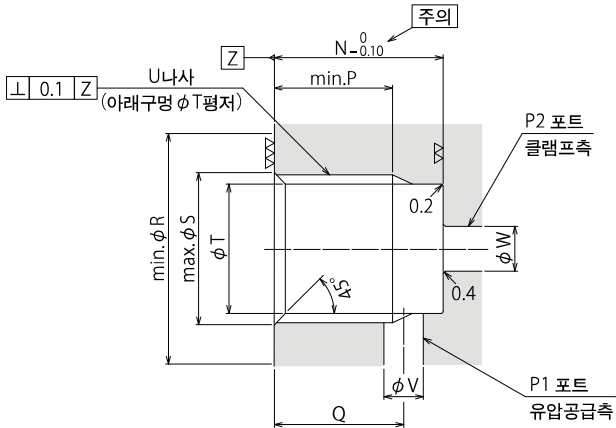 주의
N-0 0.10
Z
⊥ 0.1 Z
U나사
(아래구멍 φT평저)
min.P
P2 포트
클램프측
0.2
min.φR
max.φS
φT
φW
45°
0.4
φV
P1 포트
유압공급측
Q